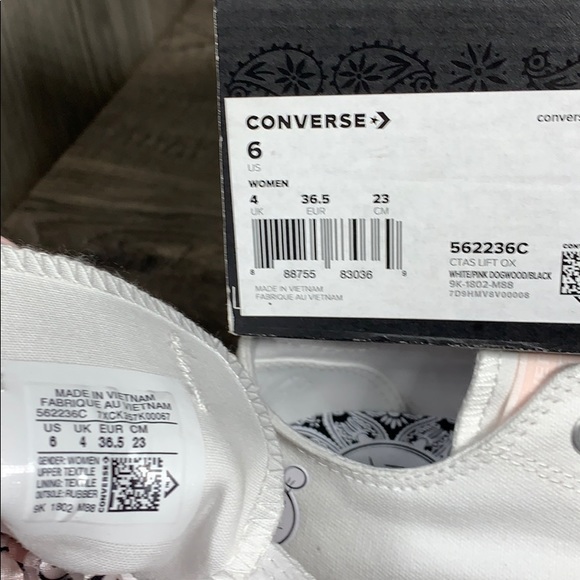 CONVERSE
convers
6
US
WOMEN
4 36.5 23
UK EUR CM
8 88755 83036 9
MADE IN VIETNAM
FABRIQUE AU VIETNAM
562236C
CTAS LIFT OX
WHITE/PINK DOGWOOD/BLACK
9K-1802-M8B
7D9HMV8V00008
MADE IN VIETNAM
FABRIQUE AU VIETNAM
562236C
US UK EUR CM
6 4 36.5 23
GENDER: WOMEN
UPPER: TEXTILE
LINING: TEXTILE
OUTSOLE: RUBBER
9K 1802 M8B